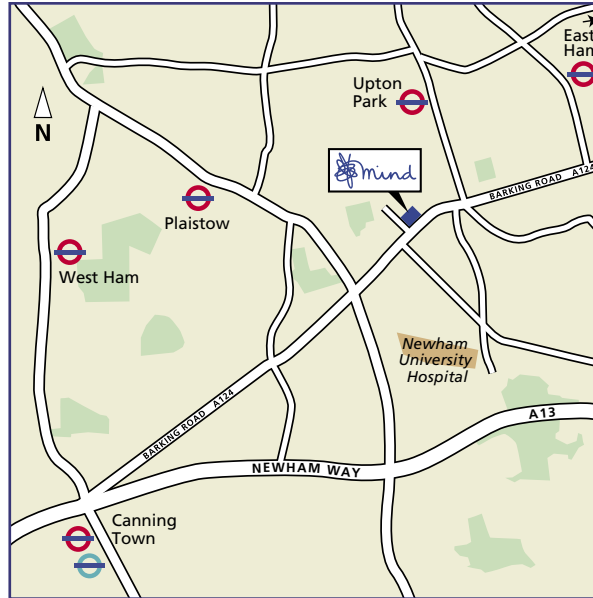 East
Ham
Upton
Park
N
mind
BARKING ROAD A124
Plaistow
West Ham
Newham
University
Hospital
BARKING ROAD A124
A13
NEWHAM WAY
Canning
Town